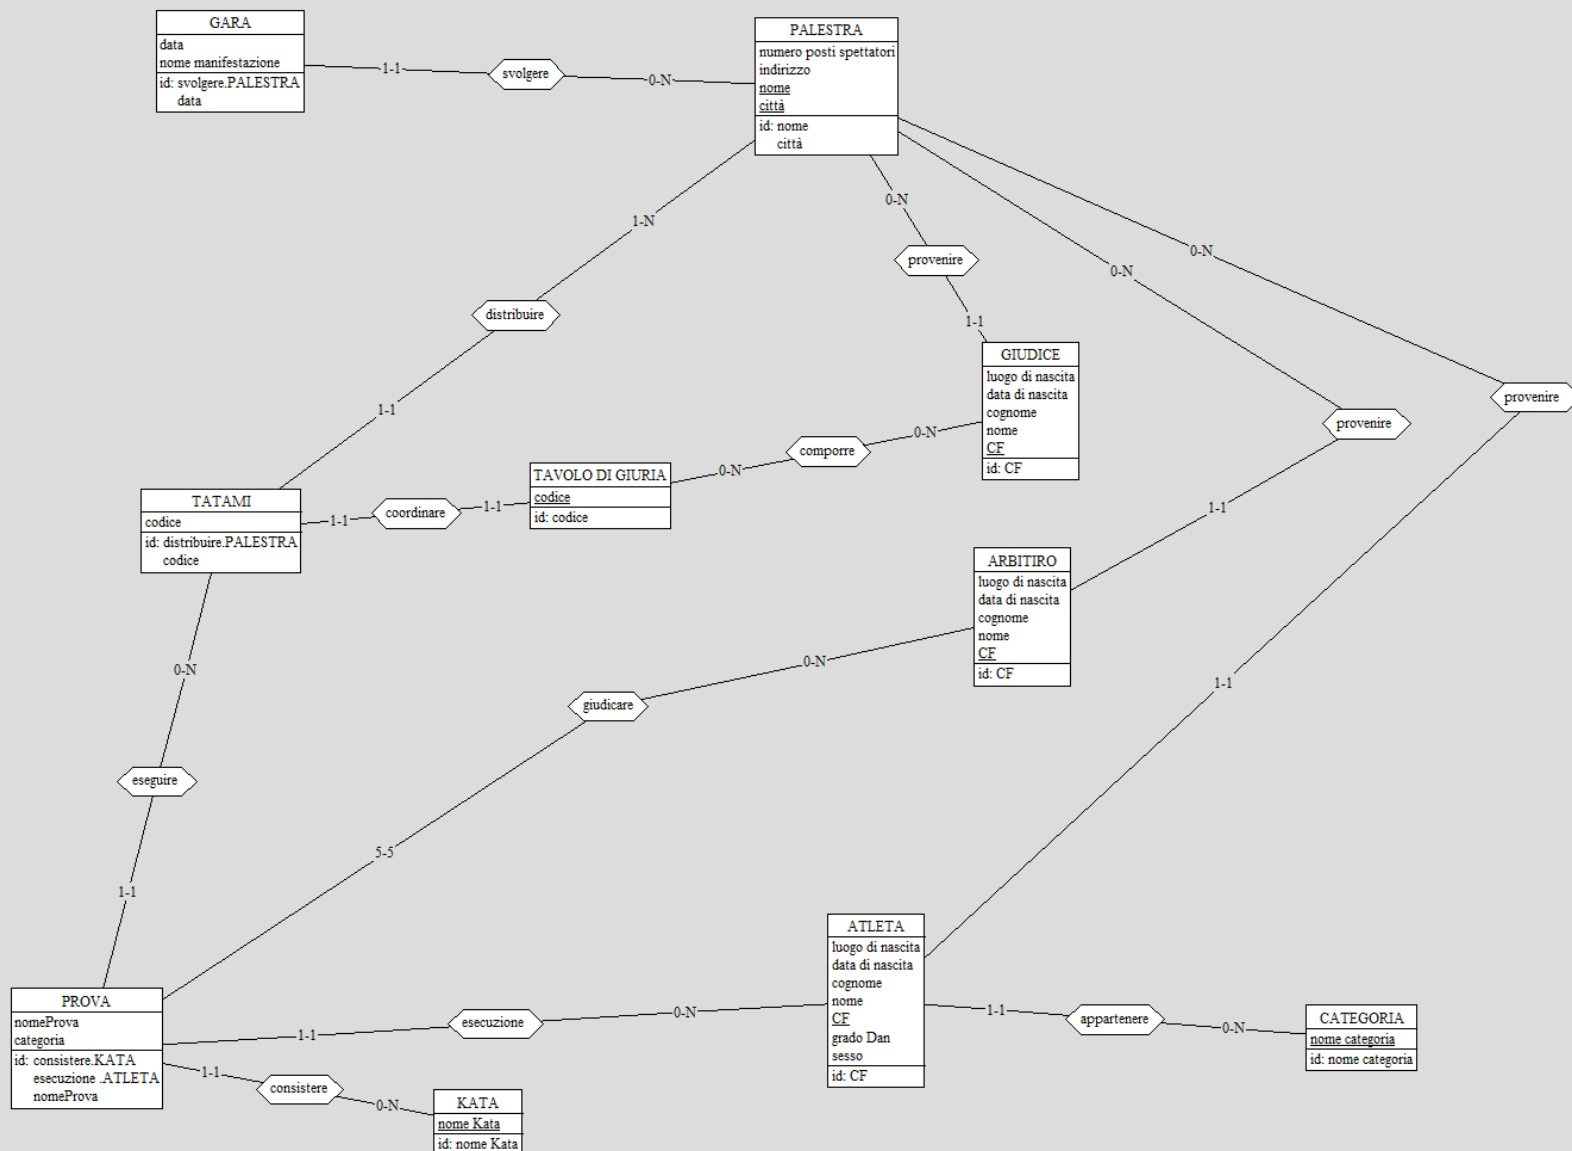 GARA
data
nome manifestazione
id: svolgere.PALESTRA
data
1-1
svolgere
0-N
PALESTRA
numero posti spettatori
indirizzo
nome
città
id: nome
città
1-N
distribuire
1-1
0-N
provenire
1-1
0-N
provenire
1-1
0-N
provenire
1-1
GIUDICE
luogo di nascita
data di nascita
cognome
nome
CF
id: CF
0-N
comporre
0-N
TAVOLO DI GIURIA
codice
id: codice
1-1
coordinare
1-1
TATAMI
codice
id: distribuire.PALESTRA
codice
ARBITIRO
luogo di nascita
data di nascita
cognome
nome
CF
id: CF
0-N
giudicare
5-5
0-N
eseguire
1-1
PROVA
nomeProva
categoria
id: consistere.KATA
esecuzione .ATLETA
nomeProva
1-1
esecuzione
0-N
ATLETA
luogo di nascita
data di nascita
cognome
nome
CF
grado Dan
sesso
id: CF
1-1
appartenere
0-N
CATEGORIA
nome categoria
id: nome categoria
1-1
consistere
0-N
KATA
nome Kata
id: nome Kata